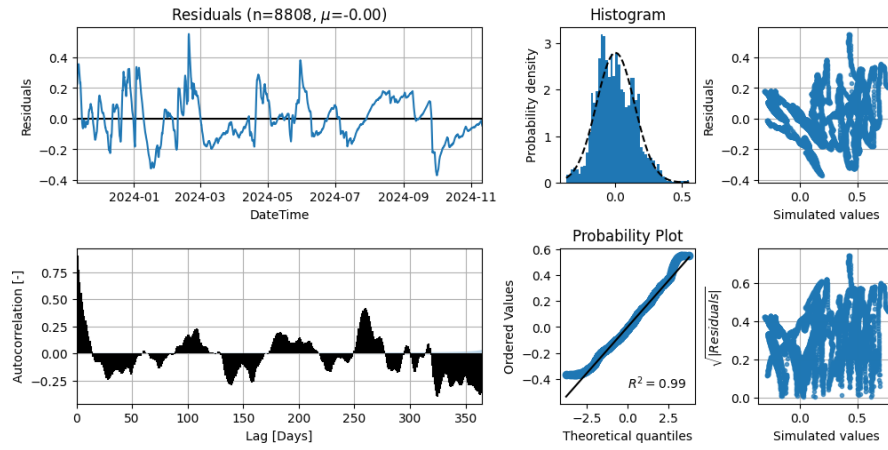 Residuals (n=8808, μ=-0.00)
Residuals
0.4
0.2
0.0
−0.2
−0.4
2024-01 2024-03 2024-05 2024-07 2024-09 2024-11
DateTime
Histogram
Probability density
3
2
1
0
0.0 0.5
Residuals
0.4
0.2
0.0
−0.2
−0.4
0.0 0.5
Simulated values
Autocorrelation [-]
0.75
0.50
0.25
0.00
−0.25
0 50 100 150 200 250 300 350
Lag [Days]
Probability Plot
Ordered Values
0.6
0.4
0.2
0.0
−0.2
−0.4
R² = 0.99
−2.5 0.0 2.5
Theoretical quantiles
√|Residuals|
0.6
0.4
0.2
0.0
0.0 0.5
Simulated values